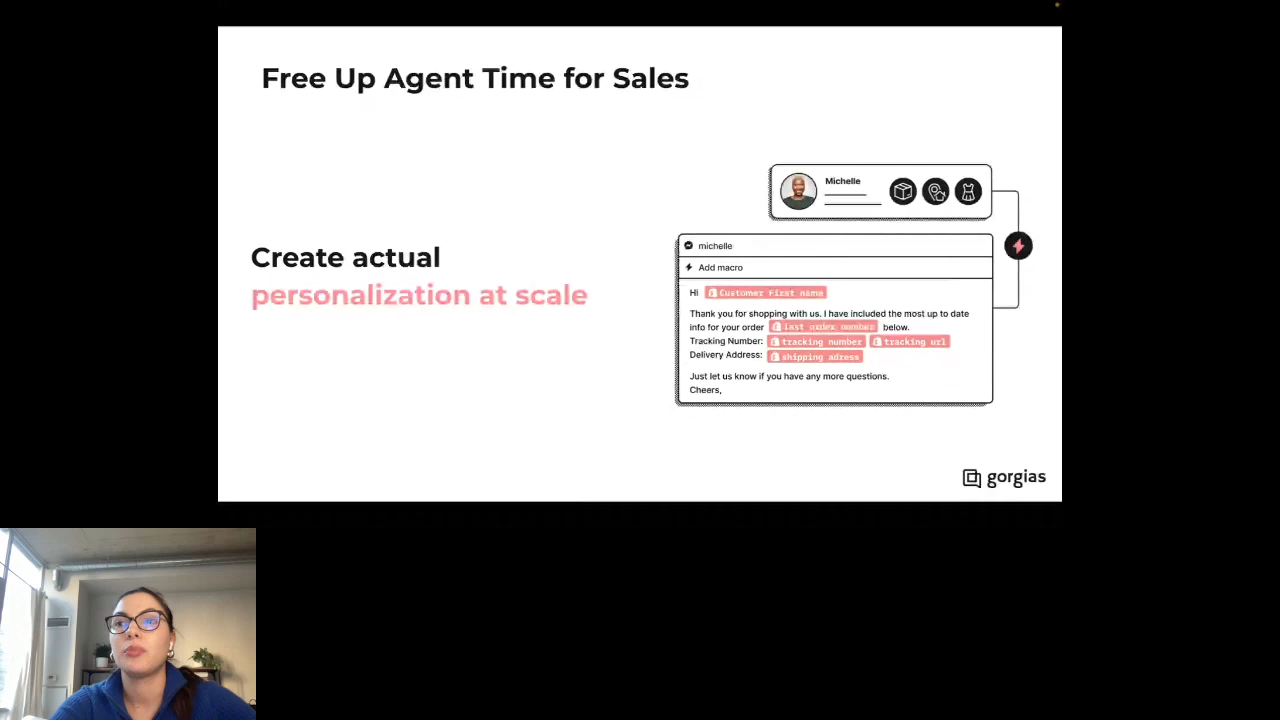 Free Up Agent Time for Sales
Create actual
personalization at scale
Michelle
michelle
Add macro
Hi Customer First name
Thank you for shopping with us. I have included the most up to date
info for your order last order number below.
Tracking Number: tracking number tracking url
Delivery Address: shipping adress
Just let us know if you have any more questions.
Cheers,
gorgias